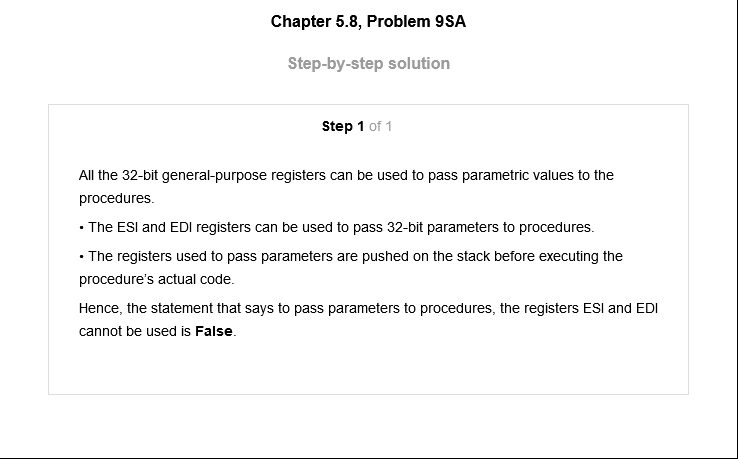 Chapter 5.8, Problem 9SA
Step-by-step solution
Step 1 of 1
All the 32-bit general-purpose registers can be used to pass parametric values to the
procedures.
• The ESI and EDI registers can be used to pass 32-bit parameters to procedures.
• The registers used to pass parameters are pushed on the stack before executing the
procedure's actual code.
Hence, the statement that says to pass parameters to procedures, the registers ESI and EDI
cannot be used is False.